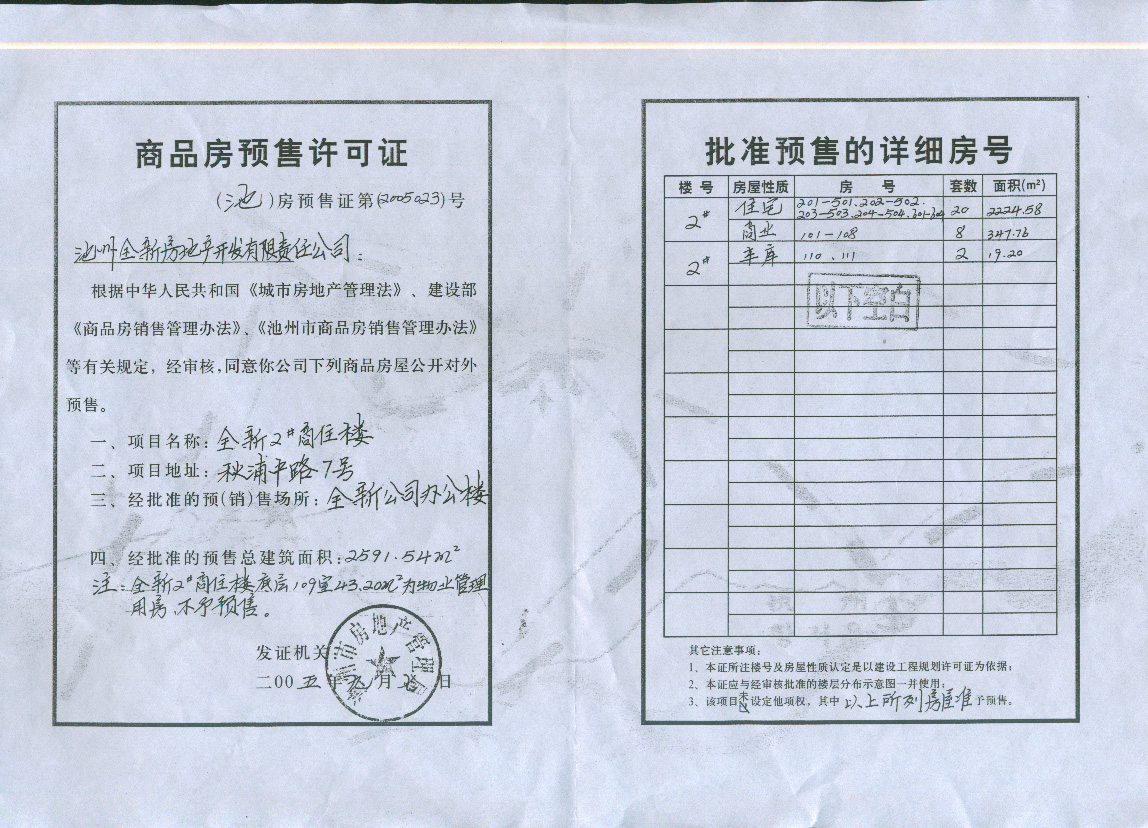 商品房预售许可证
(池)房预售证第(2005023)号
池州全新房地产开发有限责任公司:
根据中华人民共和国《城市房地产管理法》、建设部
《商品房销售管理办法》、《池州市商品房销售管理办法》
等有关规定,经审核,同意你公司下列商品房屋公开对外
预售。
一、项目名称:全新2#商住楼
二、项目地址:秋浦中路7号
三、经批准的预(销)售场所:全新公司办公楼
四、经批准的预售总建筑面积:2591.54m²
注:全新2#商住楼底层109室43.20m²为物业管理
用房,不予预售。
发证机关
二00五年九月 日
池州市房地产管理局
批准预售的详细房号
楼 号 房屋性质 房 号 套数 面积(m²)
2# 住宅 201-501.202-502. 20 2224.58
203-503.204-504.301-304
商业 101-108 8 347.76
2# 车库 110、111 2 19.20
以下空白
其它注意事项:
1、本证所注楼号及房屋性质认定是以建设工程规划许可证为依据;
2、本证应与经审核批准的楼层分布示意图一并使用;
3、该项目未设定他项权,其中以上所列房屋准予预售。